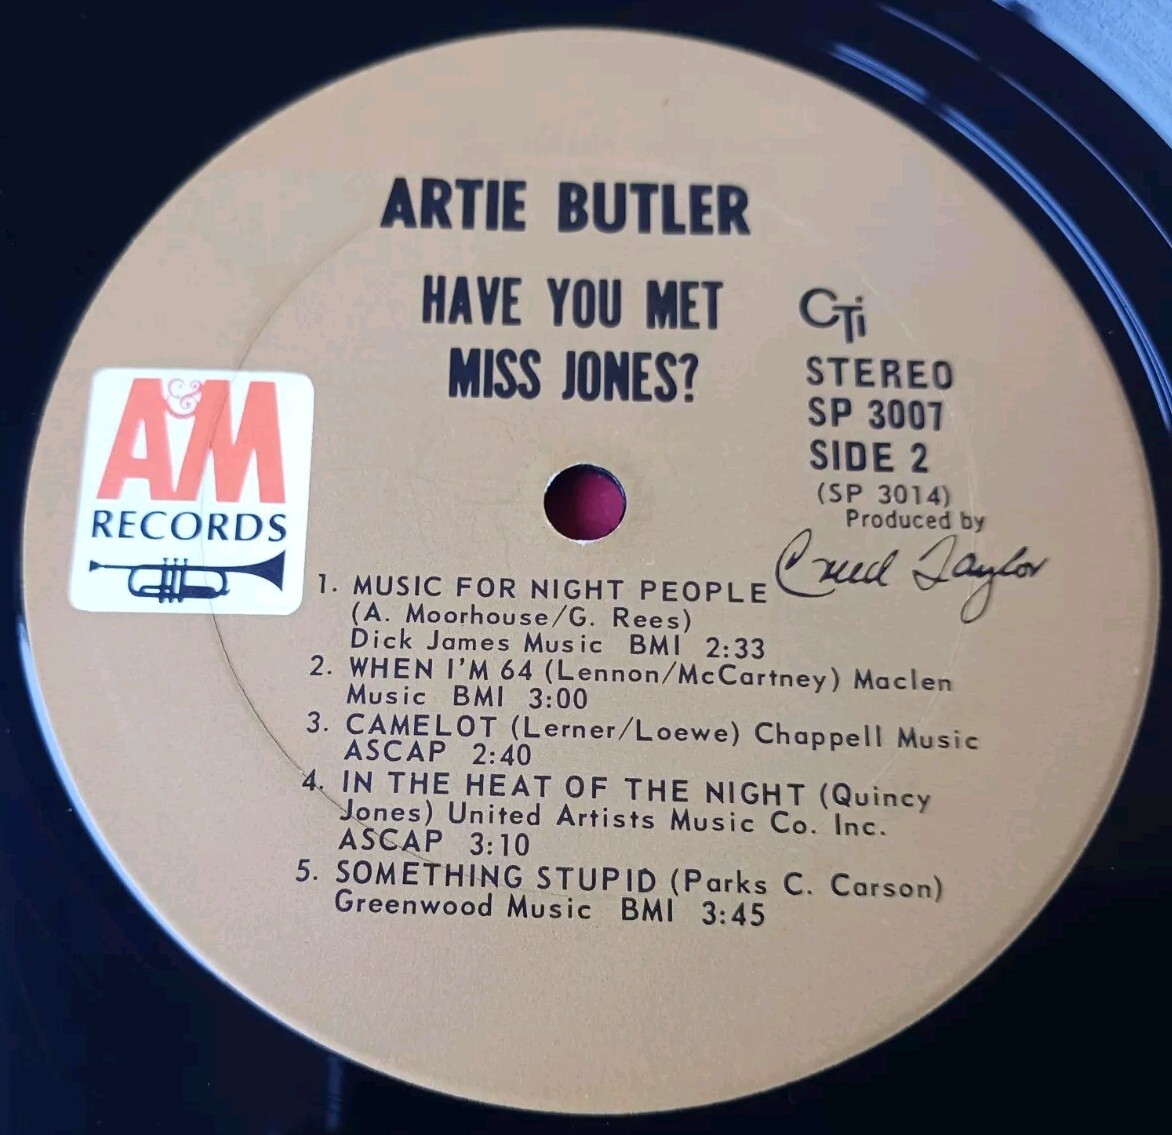 ARTIE BUTLER
HAVE YOU MET
MISS JONES?
CTi
STEREO
SP 3007
SIDE 2
(SP 3014)
Produced by
Creed Taylor
A&M
RECORDS
1. MUSIC FOR NIGHT PEOPLE
(A. Moorhouse/G. Rees)
Dick James Music BMI 2:33
2. WHEN I'M 64 (Lennon/McCartney) Maclen
Music BMI 3:00
3. CAMELOT (Lerner/Loewe) Chappell Music
ASCAP 2:40
4. IN THE HEAT OF THE NIGHT (Quincy
Jones) United Artists Music Co. Inc.
ASCAP 3:10
5. SOMETHING STUPID (Parks C. Carson)
Greenwood Music BMI 3:45